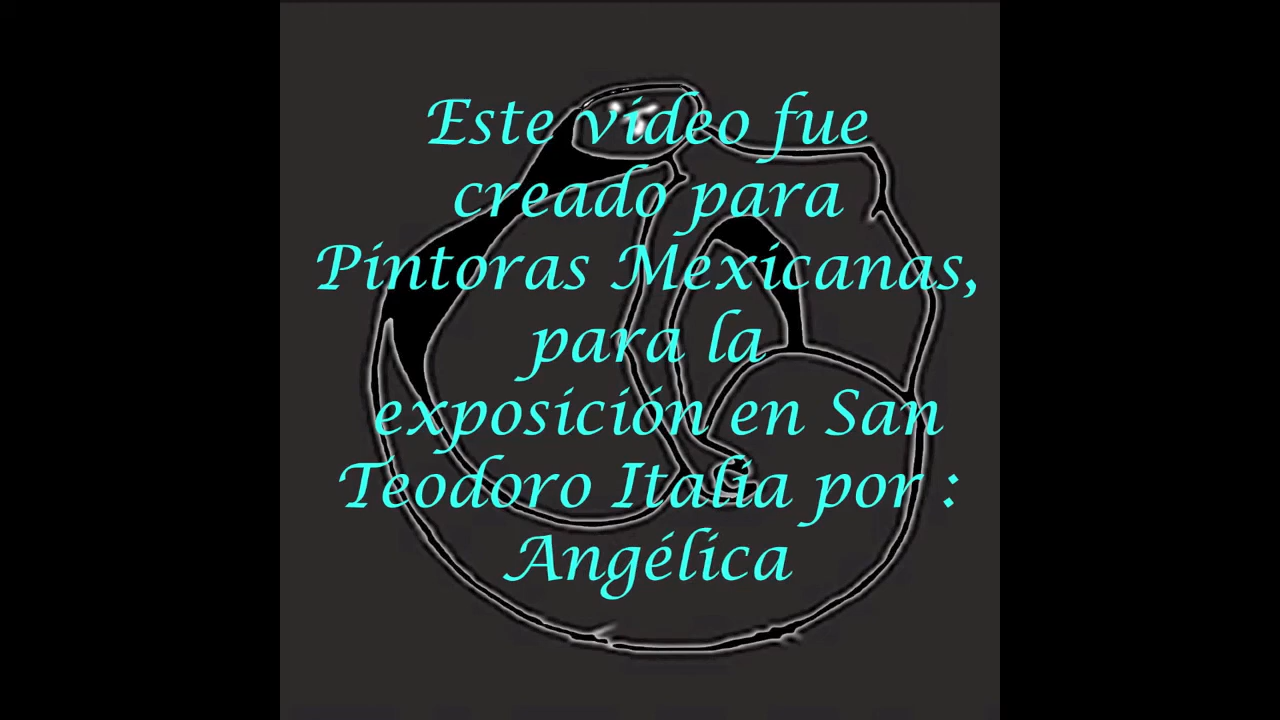 Este video fue
creado para
Pintoras Mexicanas,
para la
exposición en San
Teodoro Italia por :
Angélica